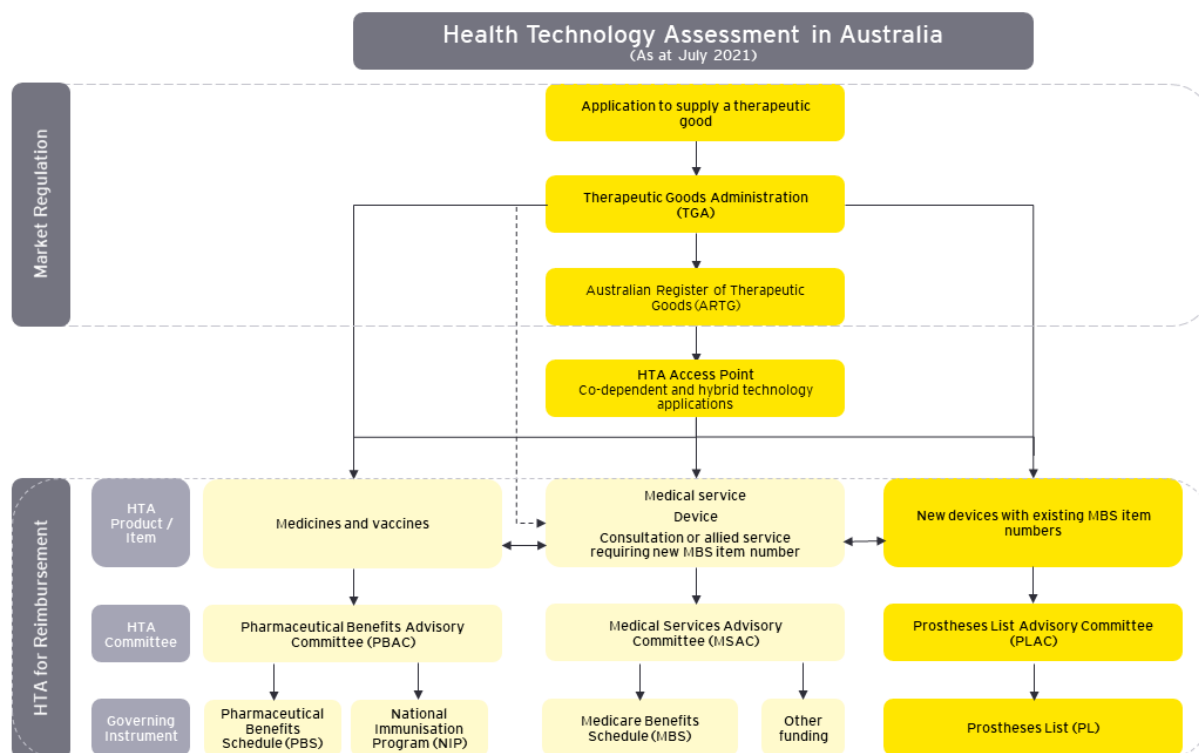 Health Technology Assessment in Australia
(As at July 2021)
Market Regulation
Application to supply a therapeutic
good
Therapeutic Goods Administration
(TGA)
Australian Register of Therapeutic
Goods (ARTG)
HTA Access Point
Co-dependent and hybrid technology
applications
HTA for Reimbursement
HTA
Product /
Item
Medicines and vaccines
Medical service
Device
Consultation or allied service
requiring new MBS item number
New devices with existing MBS item
numbers
HTA
Committee
Pharmaceutical Benefits Advisory
Committee (PBAC)
Medical Services Advisory
Committee (MSAC)
Prostheses List Advisory Committee
(PLAC)
Governing
Instrument
Pharmaceutical
Benefits
Schedule (PBS)
National
Immunisation
Program (NIP)
Medicare Benefits
Schedule (MBS)
Other
funding
Prostheses List (PL)